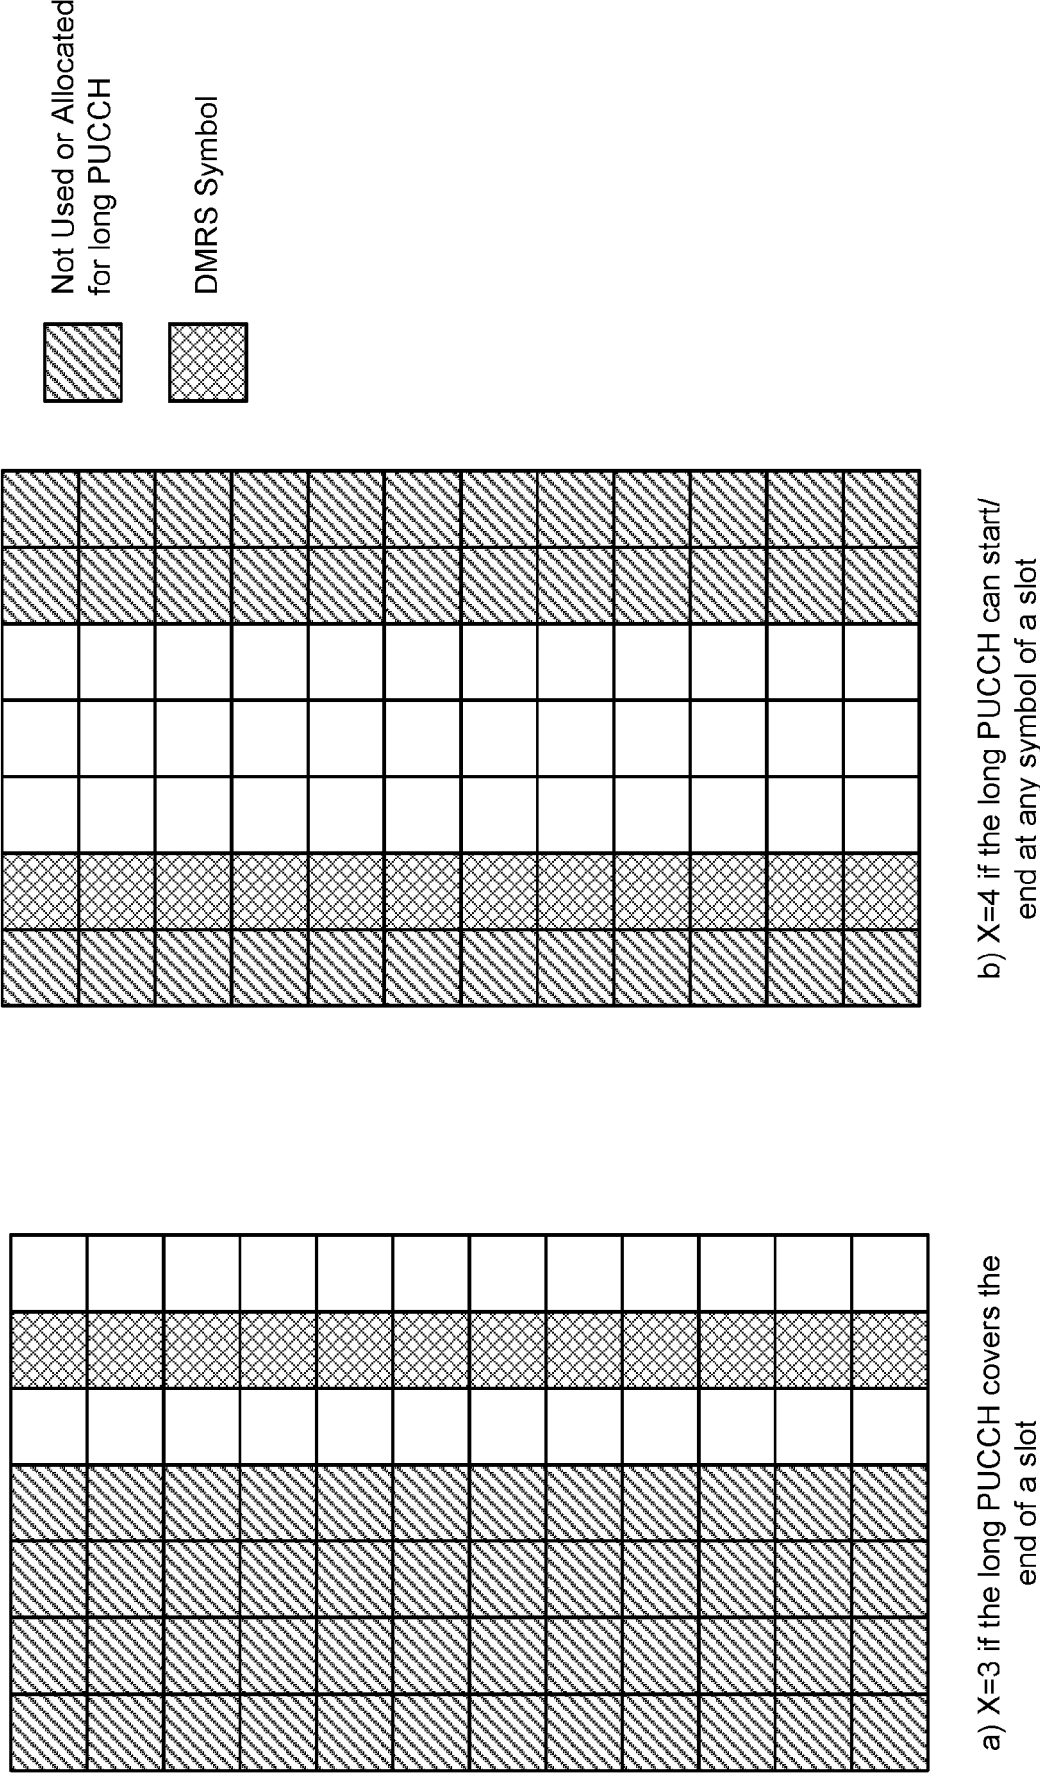 Not Used or Allocated
for long PUCCH
DMRS Symbol
a) X=3 if the long PUCCH covers the
end of a slot
b) X=4 if the long PUCCH can start/
end at any symbol of a slot